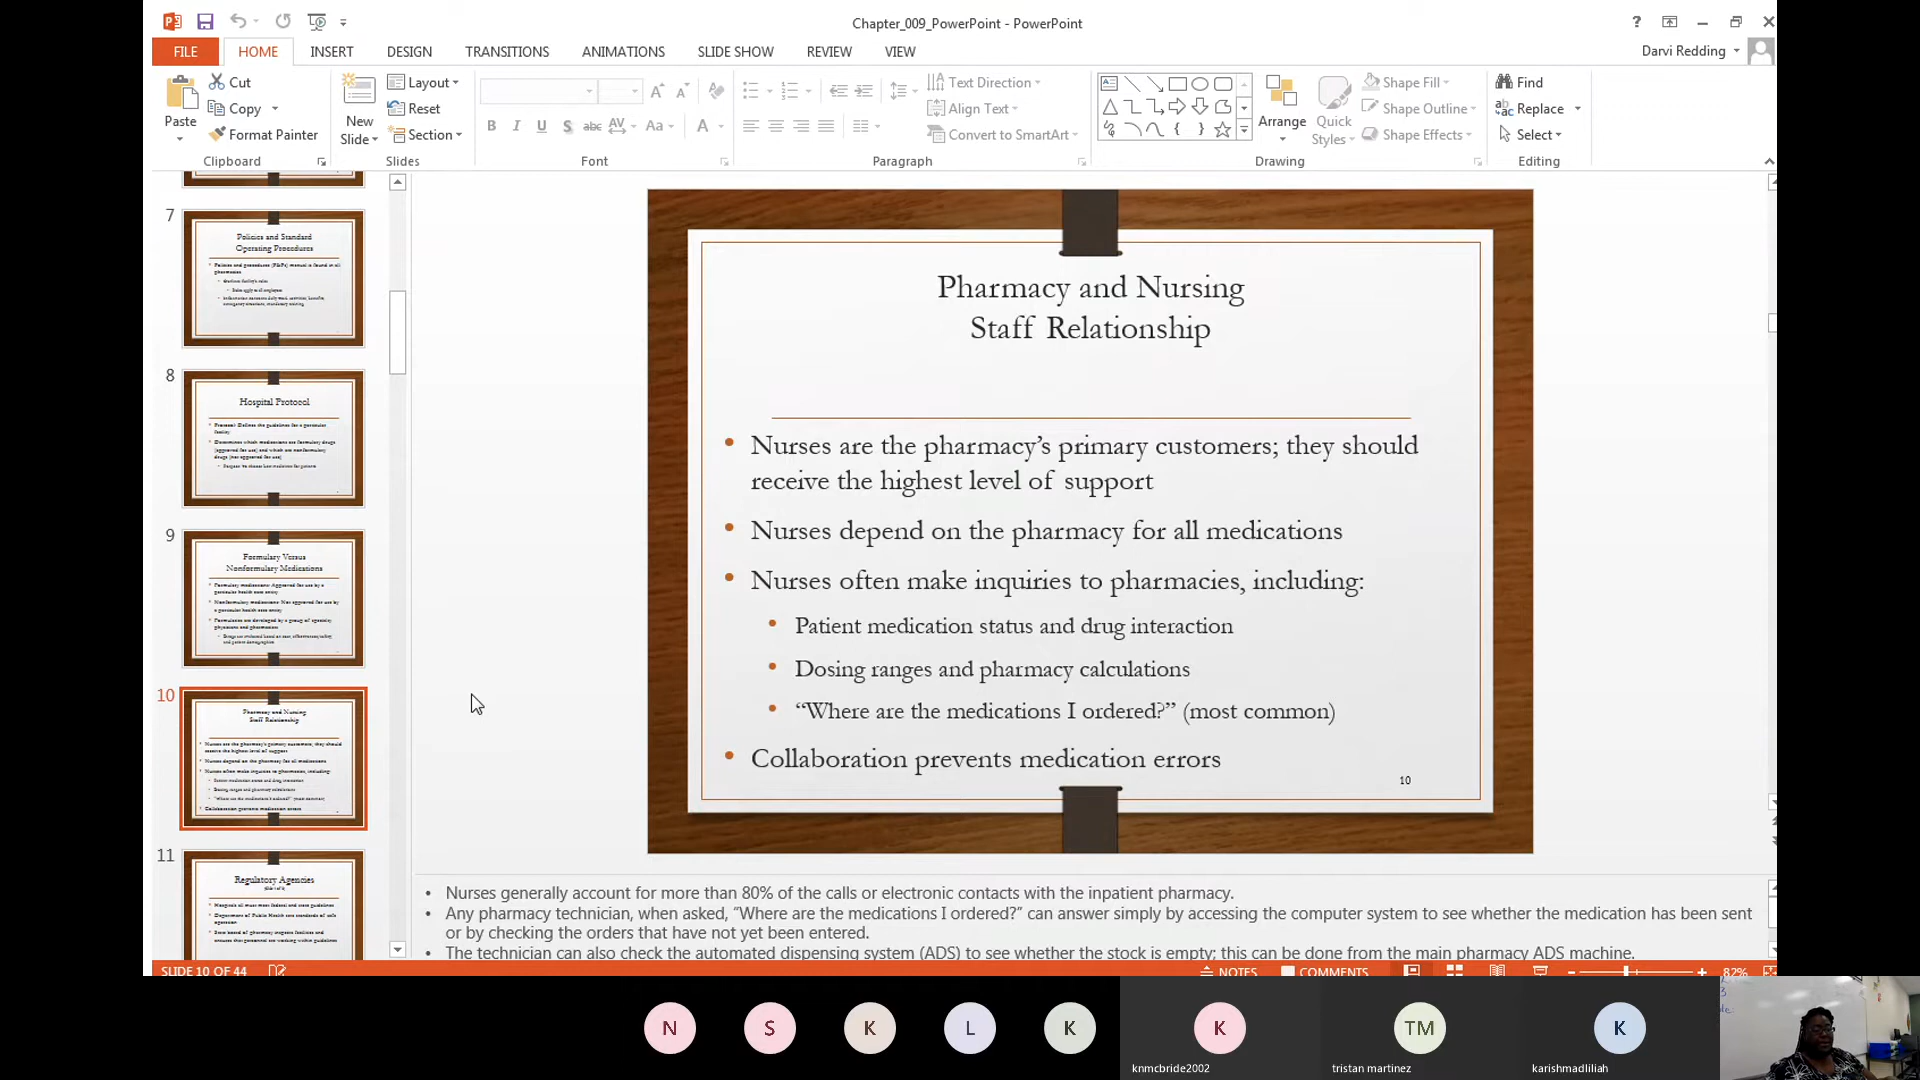 Chapter_009_PowerPoint - PowerPoint
FILE HOME INSERT DESIGN TRANSITIONS ANIMATIONS SLIDE SHOW REVIEW VIEW
Darvi Redding
Paste
Cut
Copy
Format Painter
Clipboard
New Slide
Layout
Reset
Section
Slides
Font
Text Direction
Align Text
Convert to SmartArt
Paragraph
Arrange
Quick Styles
Shape Fill
Shape Outline
Shape Effects
Drawing
Find
Replace
Select
Editing
7
Policies and Standard
Operating Procedures
8
Hospital Protocol
9
Formulary Versus
Nonformulary Medications
10
Pharmacy and Nursing
Staff Relationship
11
Regulatory Agencies
Pharmacy and Nursing
Staff Relationship
• Nurses are the pharmacy’s primary customers; they should
receive the highest level of support
• Nurses depend on the pharmacy for all medications
• Nurses often make inquiries to pharmacies, including:
• Patient medication status and drug interaction
• Dosing ranges and pharmacy calculations
• “Where are the medications I ordered?” (most common)
• Collaboration prevents medication errors
10
• Nurses generally account for more than 80% of the calls or electronic contacts with the inpatient pharmacy.
• Any pharmacy technician, when asked, “Where are the medications I ordered?” can answer simply by accessing the computer system to see whether the medication has been sent
or by checking the orders that have not yet been entered.
• The technician can also check the automated dispensing system (ADS) to see whether the stock is empty; this can be done from the main pharmacy ADS machine.
SLIDE 10 OF 44
NOTES COMMENTS 82%
N S K L K K TM K
knmcbride2002 tristan martinez karishmadliliah